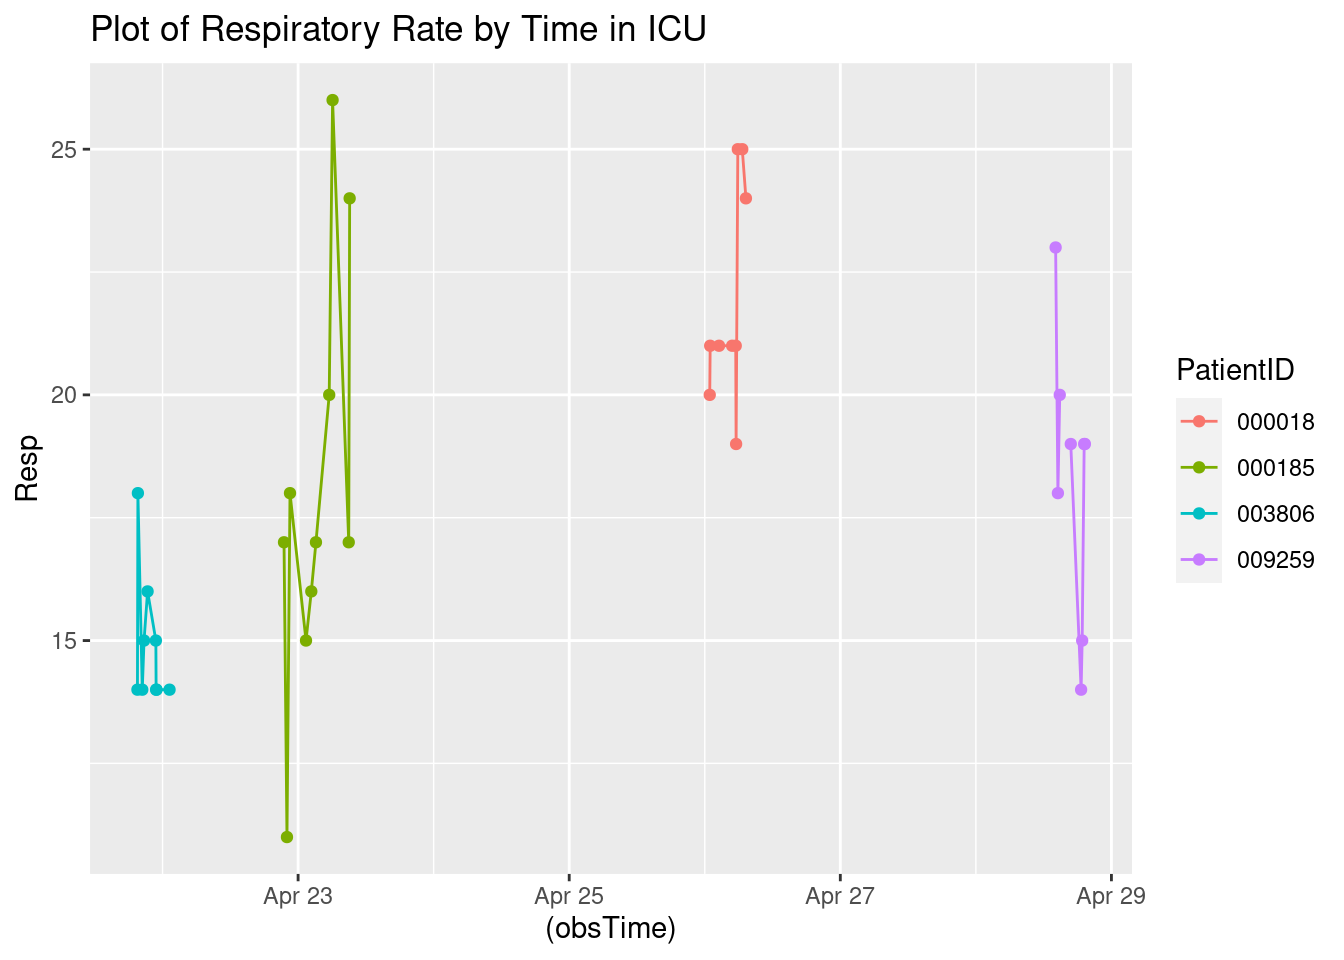 Plot of Respiratory Rate by Time in ICU
25
20
15
Resp
Apr 23
Apr 25
Apr 27
Apr 29
(obsTime)
PatientID
000018
000185
003806
009259